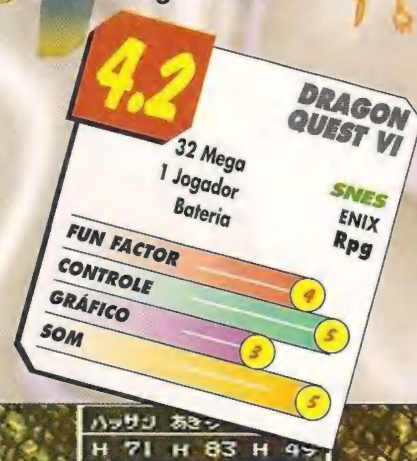 4.2
DRAGON
QUEST VI
32 Mega
1 Jogador
Bateria
SNES
ENIX
Rpg
FUN FACTOR
4
CONTROLE
5
GRÁFICO
3
SOM
5
ハッサン
H 71 H 83 H 49